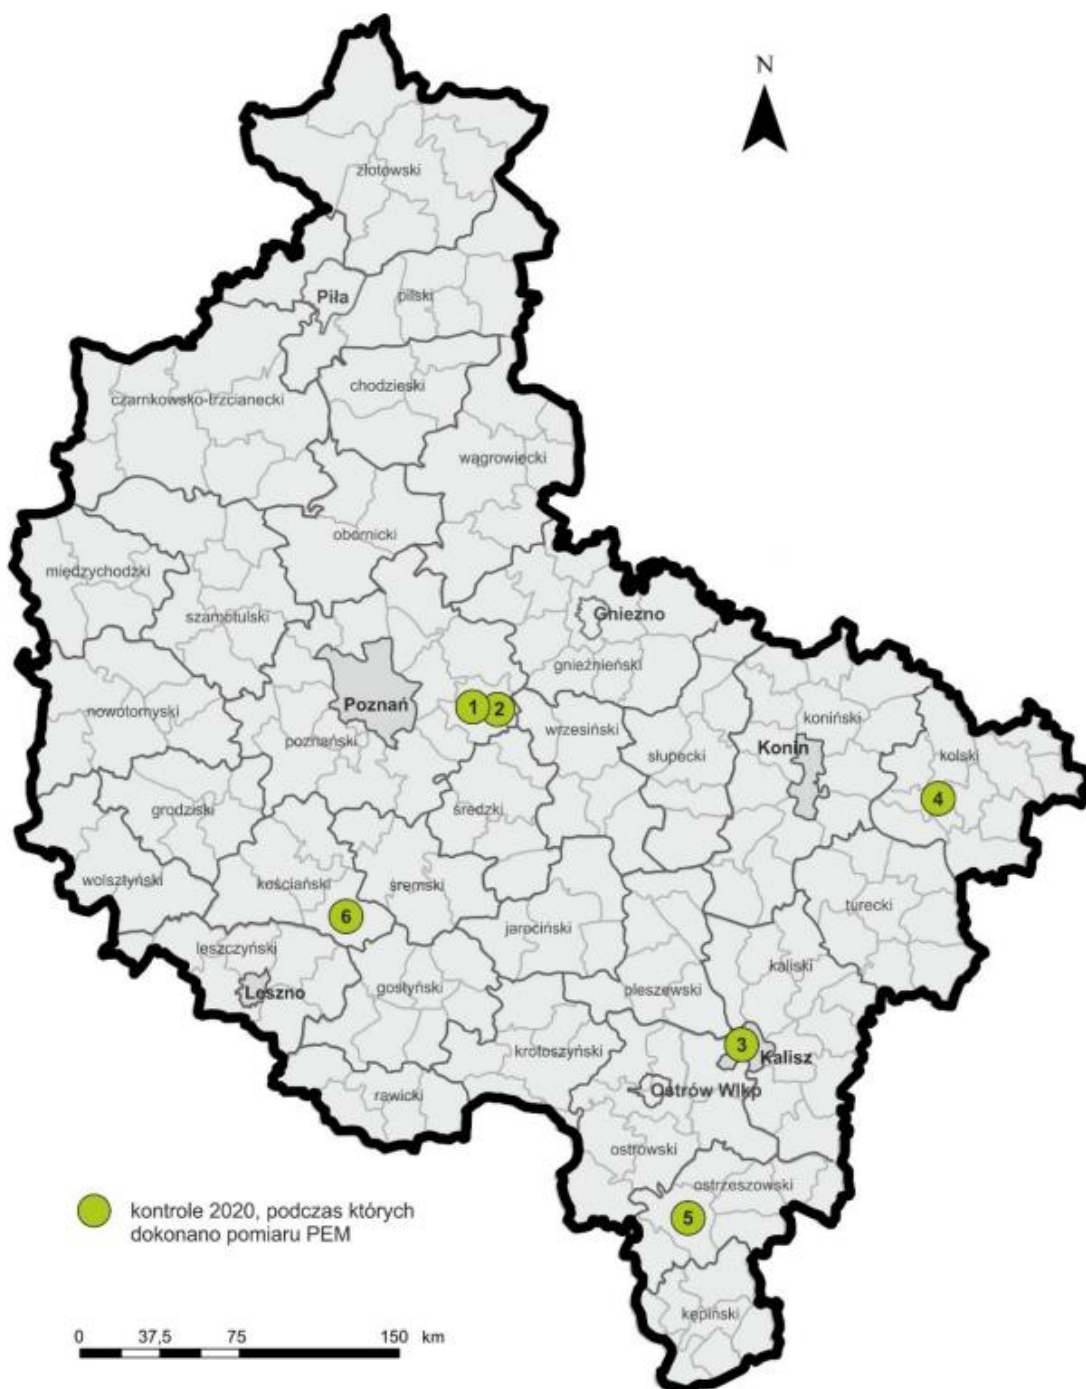 N
złotowski
Piła
pilski
chodzieski
czarnkowsko-trzcianecki
wągrowiecki
obornicki
międzychodzki
szamotulski
Gniezno
gnieźnieński
nowotomyski
Poznań
1
2
poznański
wrzesiński
słupecki
koniński
Konin
kolski
4
grodziski
średzki
wolsztyński
kościański
śremski
6
turecki
jarociński
leszczyński
kaliski
Leszno
gostyński
pleszewski
3
Kalisz
krotoszyński
Ostrów Wlkp
rawicki
ostrowski
ostrzeszowski
5
kępiński
kontrole 2020, podczas których
dokonano pomiaru PEM
0 37,5 75 150 km